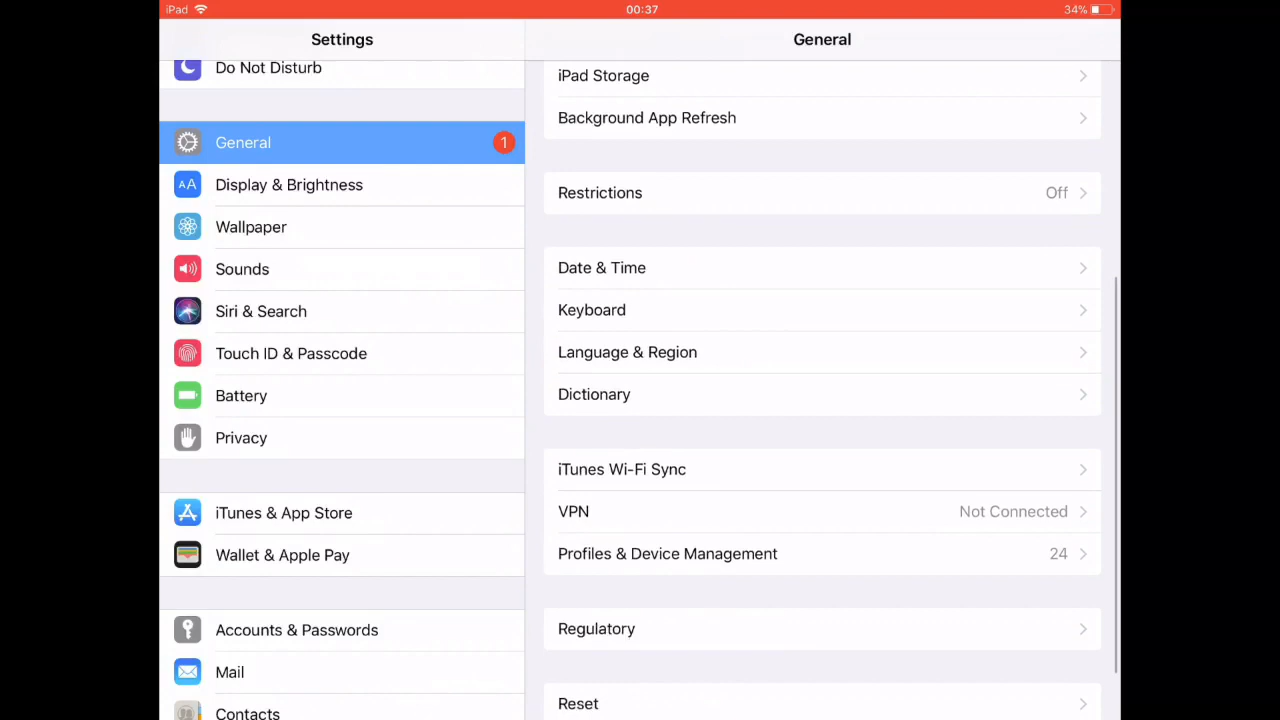 iPad
00:37
34%
Settings
Do Not Disturb
General 1
AA Display & Brightness
Wallpaper
Sounds
Siri & Search
Touch ID & Passcode
Battery
Privacy
iTunes & App Store
Wallet & Apple Pay
Accounts & Passwords
Mail
Contacts
General
iPad Storage
Background App Refresh
Restrictions Off
Date & Time
Keyboard
Language & Region
Dictionary
iTunes Wi-Fi Sync
VPN Not Connected
Profiles & Device Management 24
Regulatory
Reset